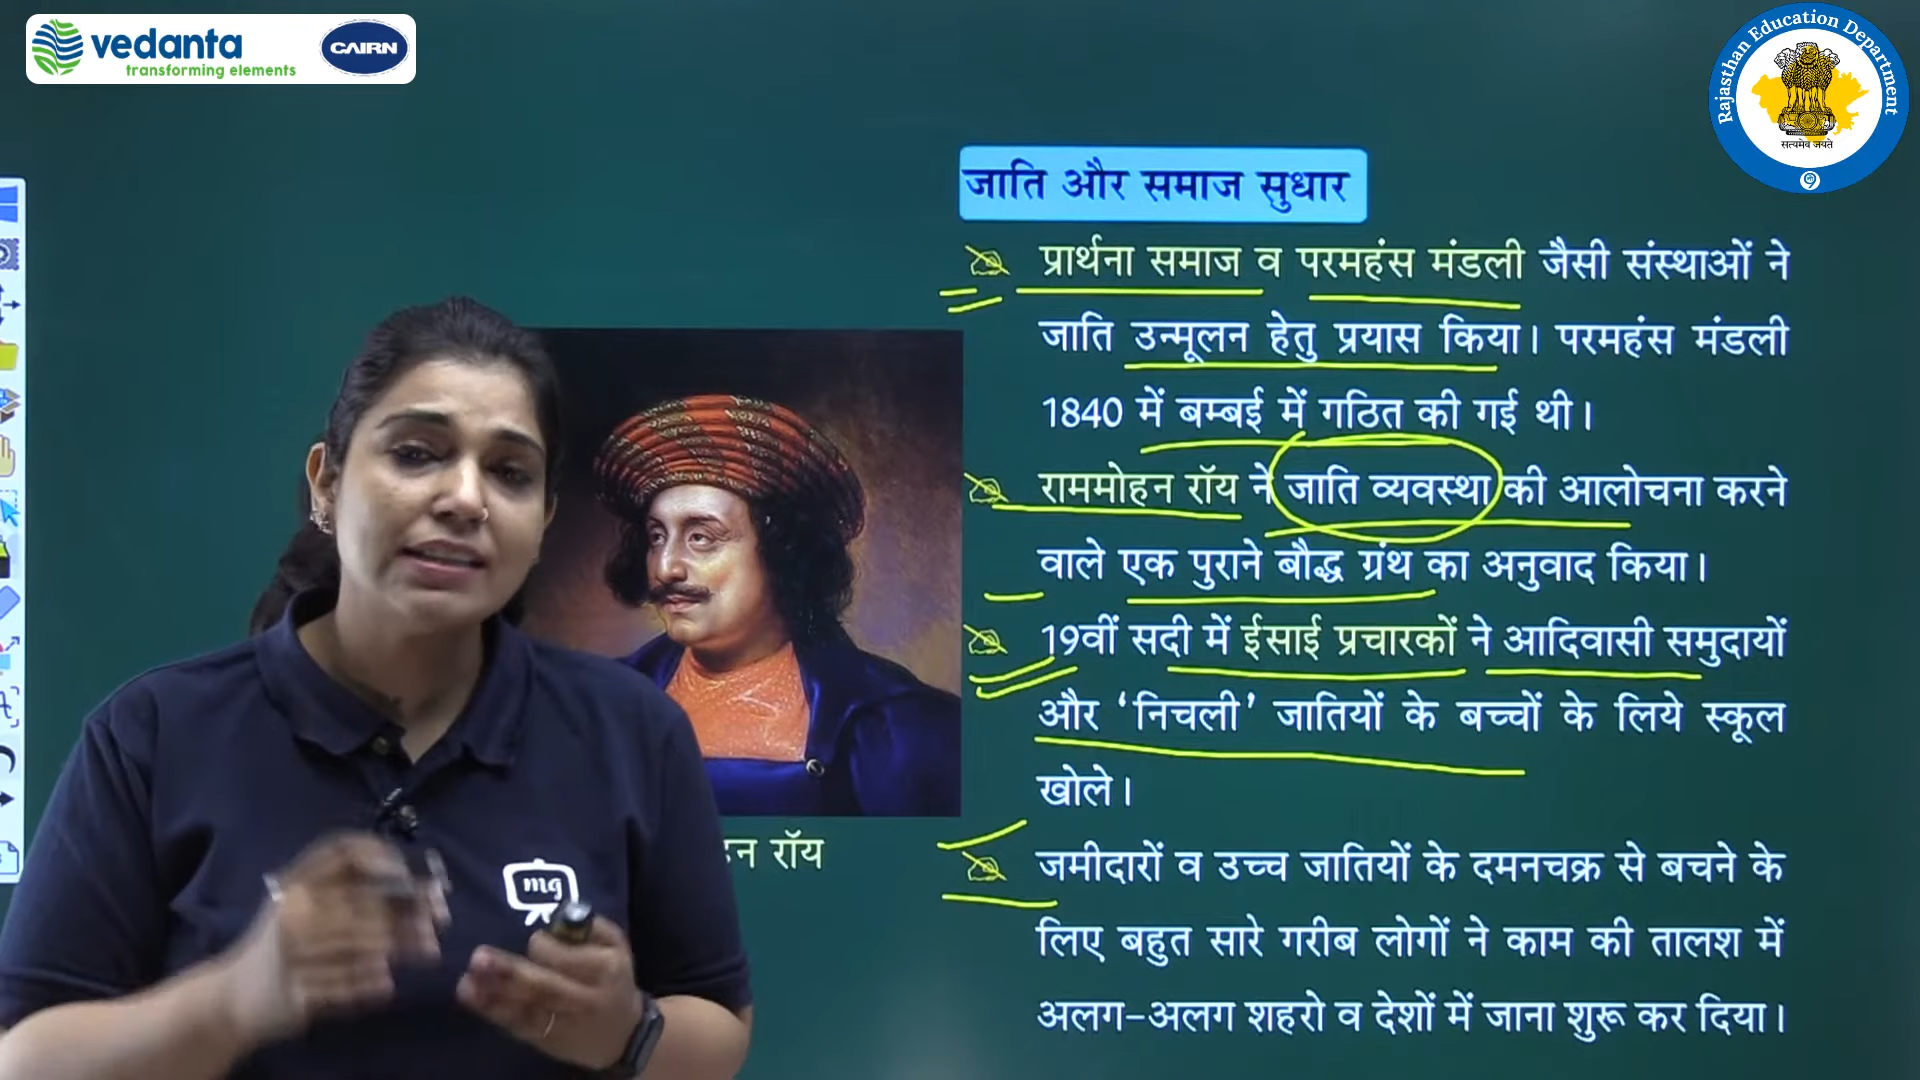 vedanta
transforming elements
CAIRN
Rajasthan Education Department
सत्यमेव जयते
जाति और समाज सुधार
प्रार्थना समाज व परमहंस मंडली जैसी संस्थाओं ने
जाति उन्मूलन हेतु प्रयास किया। परमहंस मंडली
1840 में बम्बई में गठित की गई थी।
राममोहन रॉय ने जाति व्यवस्था की आलोचना करने
वाले एक पुराने बौद्ध ग्रंथ का अनुवाद किया।
19वीं सदी में ईसाई प्रचारकों ने आदिवासी समुदायों
और ‘निचली’ जातियों के बच्चों के लिये स्कूल
खोले।
जमीदारों व उच्च जातियों के दमनचक्र से बचने के
लिए बहुत सारे गरीब लोगों ने काम की तालश में
अलग-अलग शहरो व देशों में जाना शुरू कर दिया।
रॉय
mg